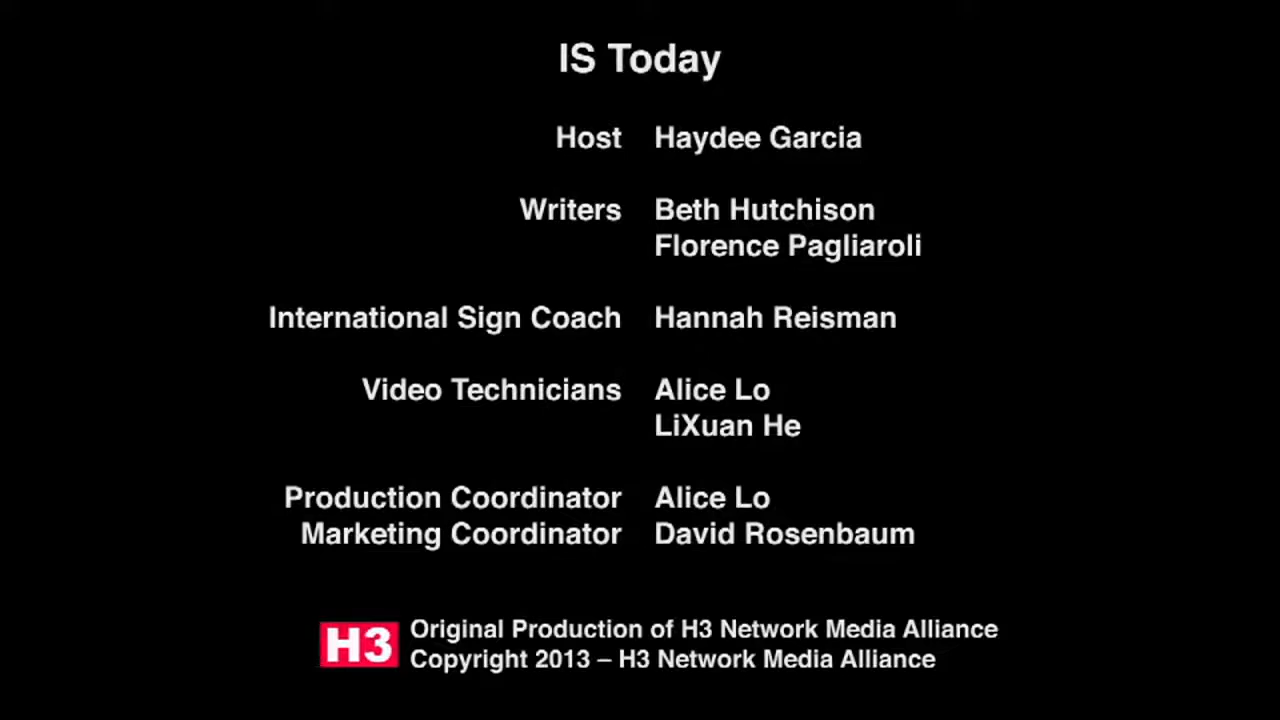 IS Today
Host Haydee Garcia
Writers Beth Hutchison
Florence Pagliaroli
International Sign Coach Hannah Reisman
Video Technicians Alice Lo
LiXuan He
Production Coordinator Alice Lo
Marketing Coordinator David Rosenbaum
H3 Original Production of H3 Network Media Alliance
Copyright 2013 – H3 Network Media Alliance